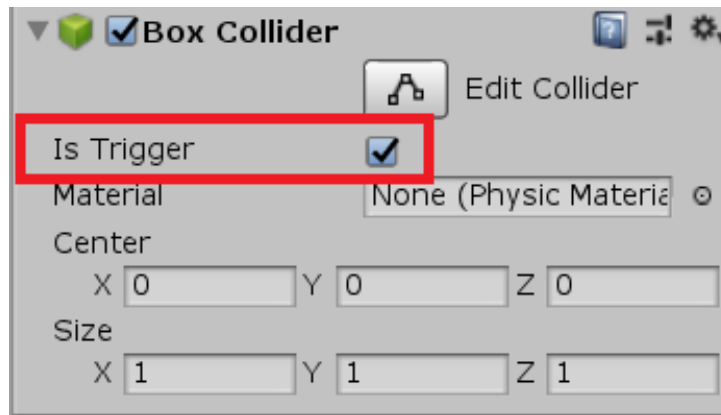 Box Collider
Edit Collider
Is Trigger
Material None (Physic Materia
Center
X 0 Y 0 Z 0
Size
X 1 Y 1 Z 1